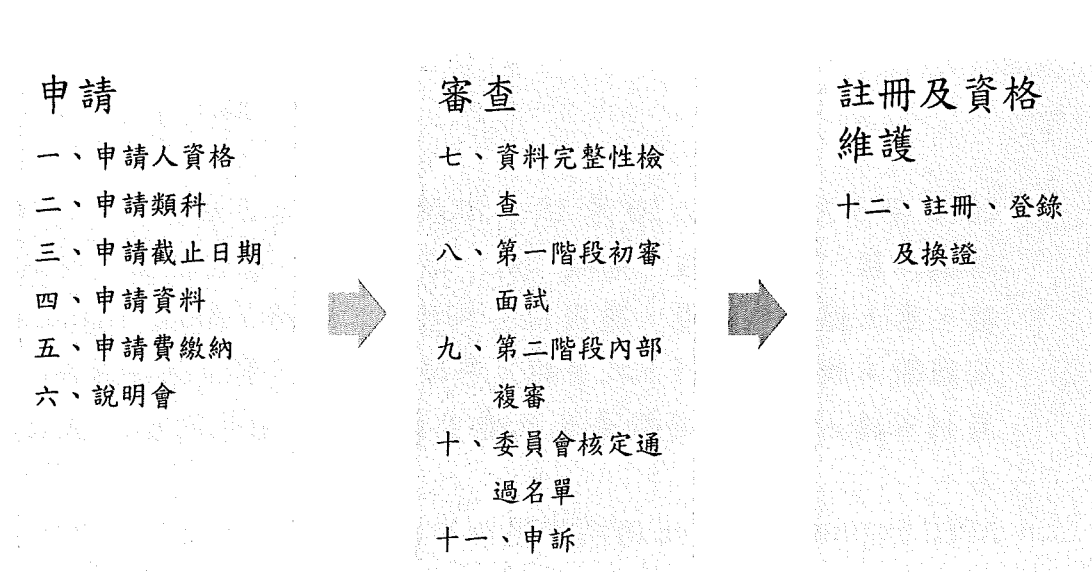 申請
一、申請人資格
二、申請類科
三、申請截止日期
四、申請資料
五、申請費繳納
六、說明會
審查
七、資料完整性檢
查
八、第一階段初審
面試
九、第二階段內部
複審
十、委員會核定通
過名單
十一、申訴
註冊及資格
維護
十二、註冊、登錄
及換證